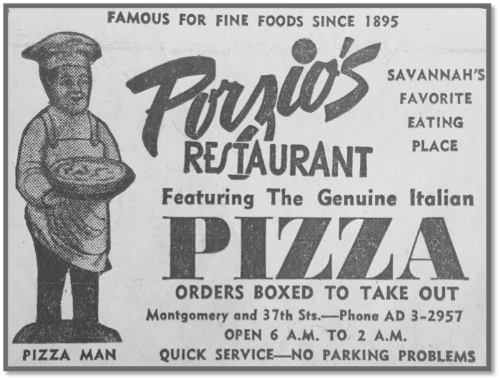 FAMOUS FOR FINE FOODS SINCE 1895
Porzio's
RESTAURANT
SAVANNAH'S
FAVORITE
EATING
PLACE
Featuring The Genuine Italian
PIZZA
ORDERS BOXED TO TAKE OUT
Montgomery and 37th Sts.—Phone AD 3-2957
OPEN 6 A.M. TO 2 A.M.
PIZZA MAN
QUICK SERVICE—NO PARKING PROBLEMS